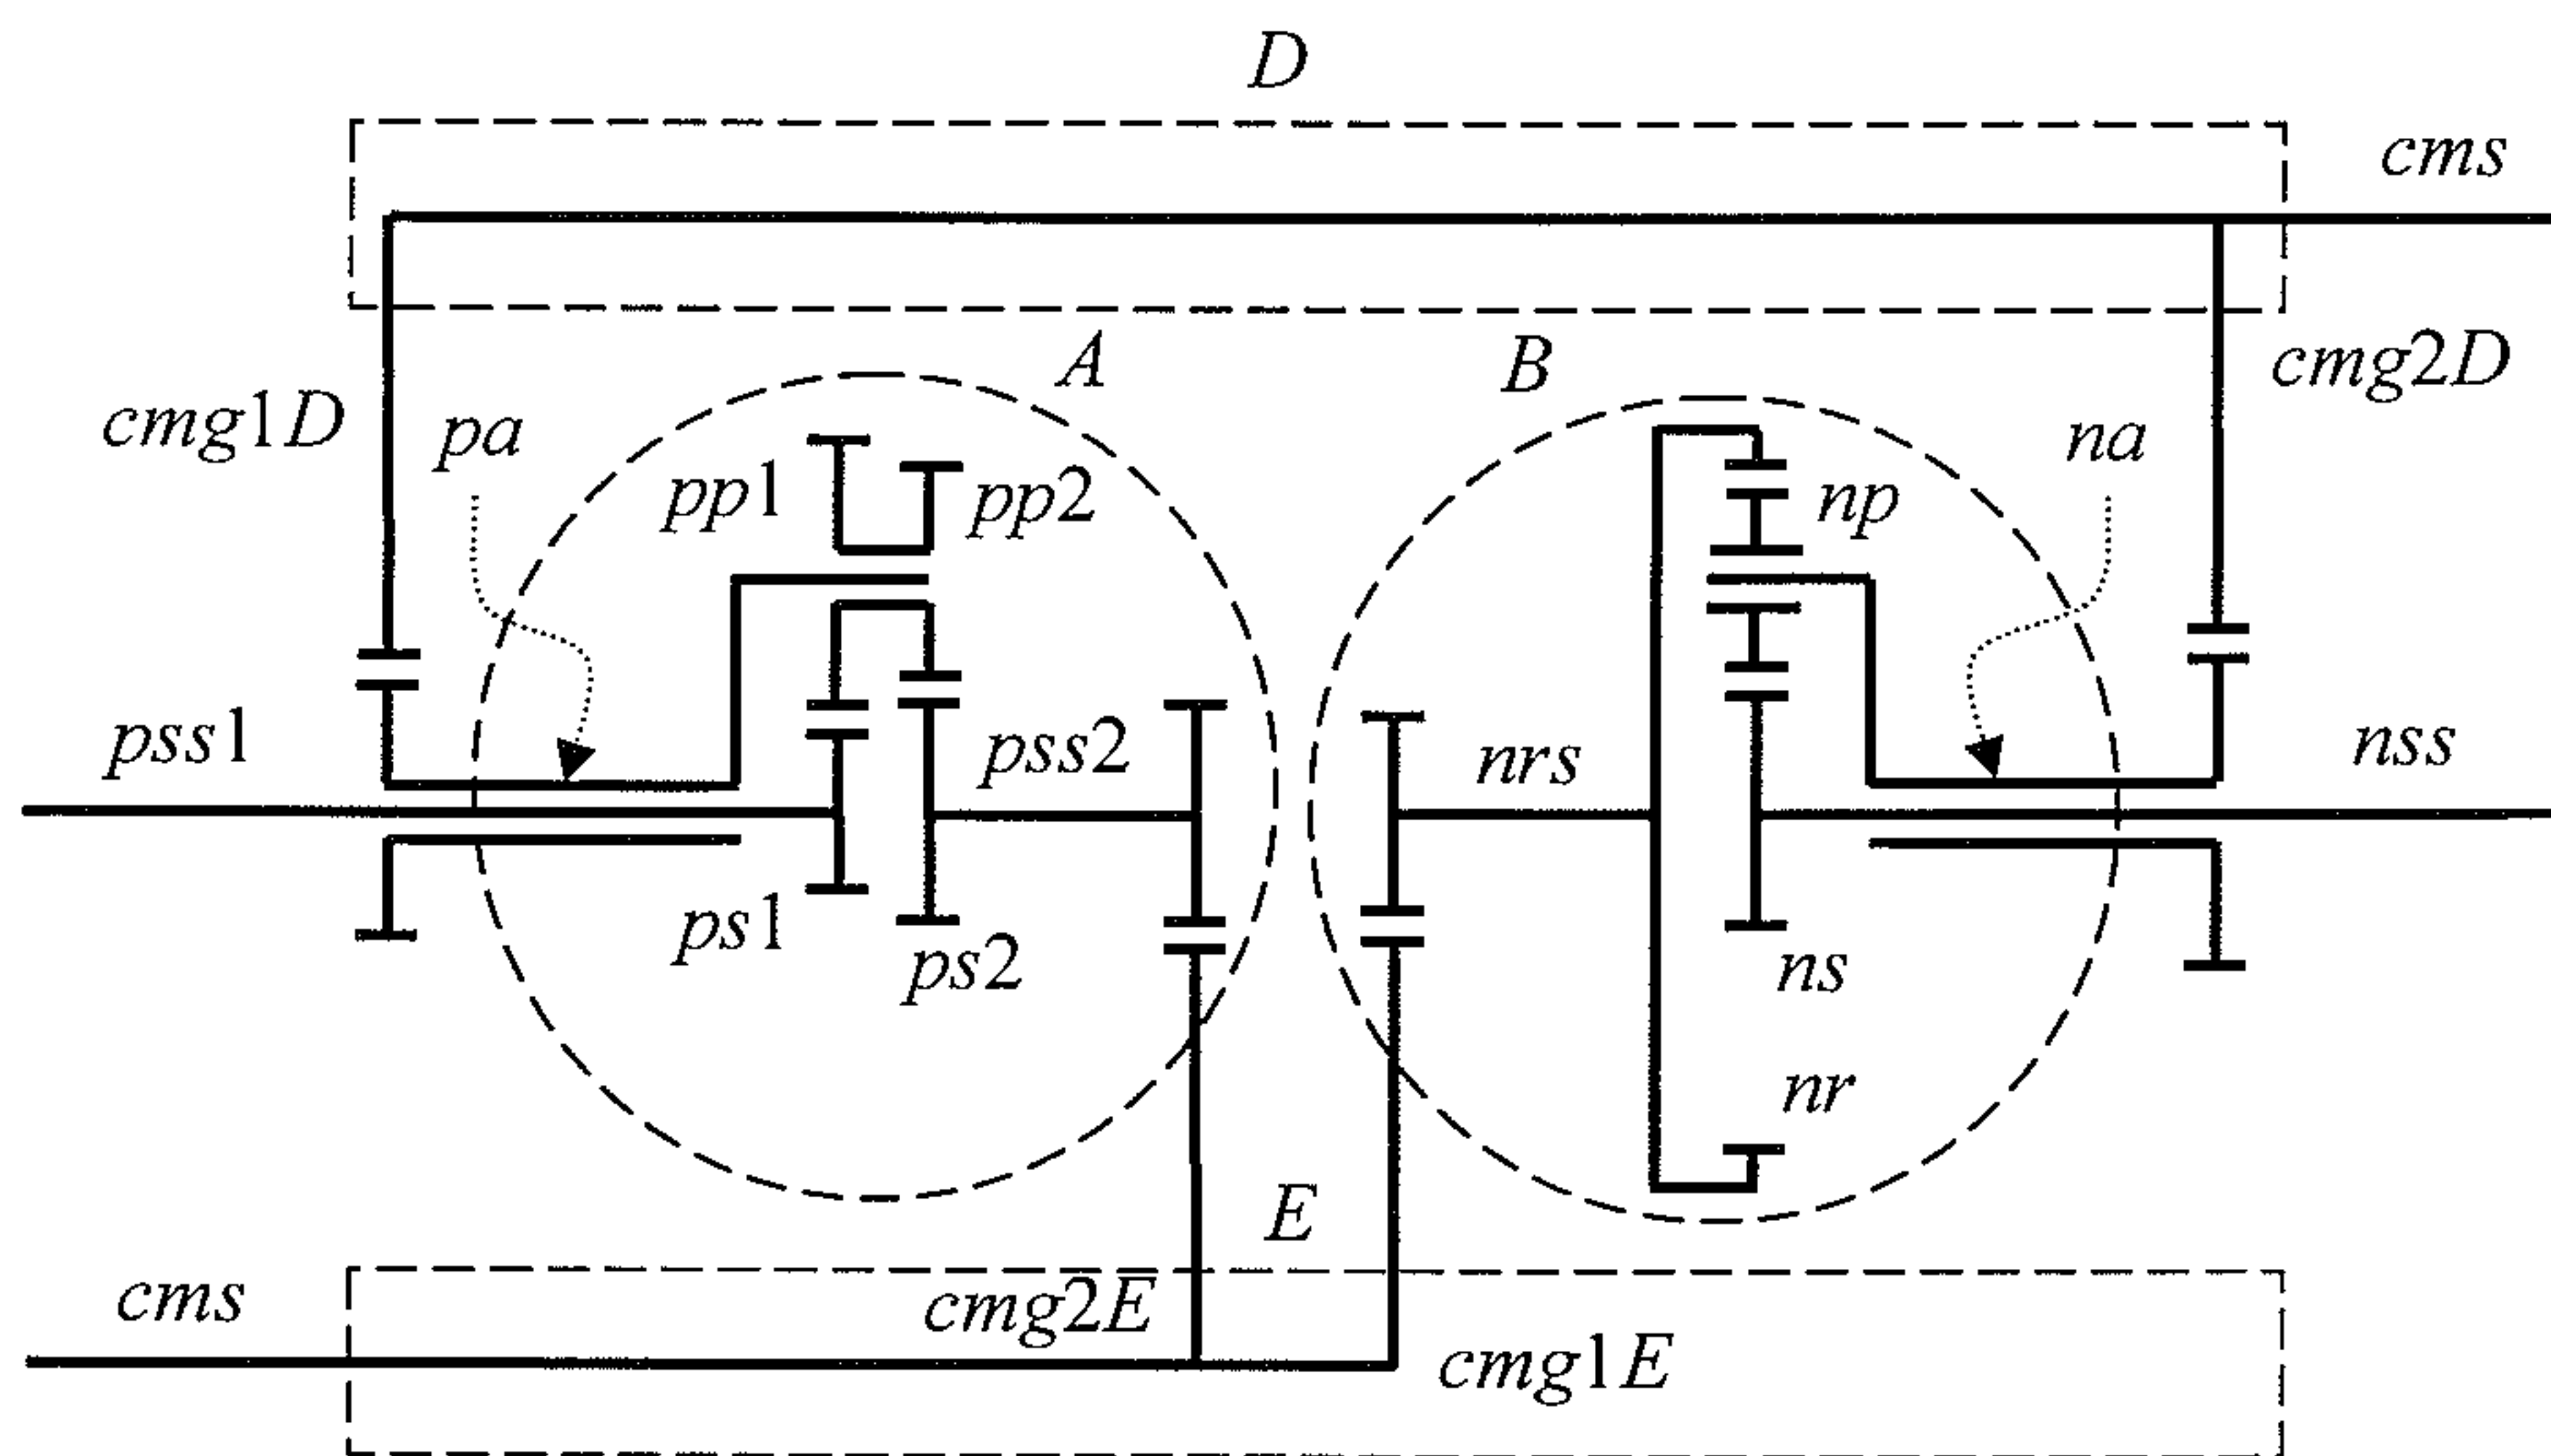 D
cms
A
B
cmg2D
cmg1D
pa
na
pp1
pp2
np
pss1
pss2
nrs
nss
ps1
ps2
ns
nr
E
cms
cmg2E
cmg1E